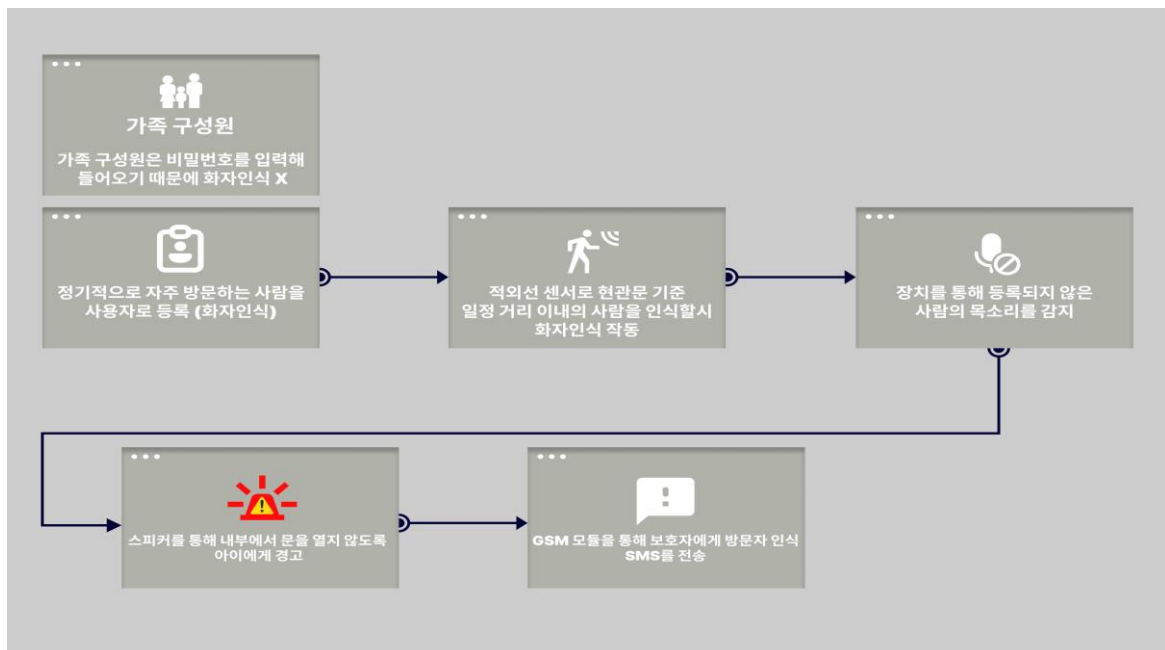 가족 구성원
가족 구성원은 비밀번호를 입력해
들어오기 때문에 화자인식 X
정기적으로 자주 방문하는 사람을
사용자로 등록 (화자인식)
적외선 센서로 현관문 기준
일정 거리 이내의 사람을 인식할시
화자인식 작동
장치를 통해 등록되지 않은
사람의 목소리를 감지
스피커를 통해 내부에서 문을 열지 않도록
아이에게 경고
GSM 모듈을 통해 보호자에게 방문자 인식
SMS를 전송